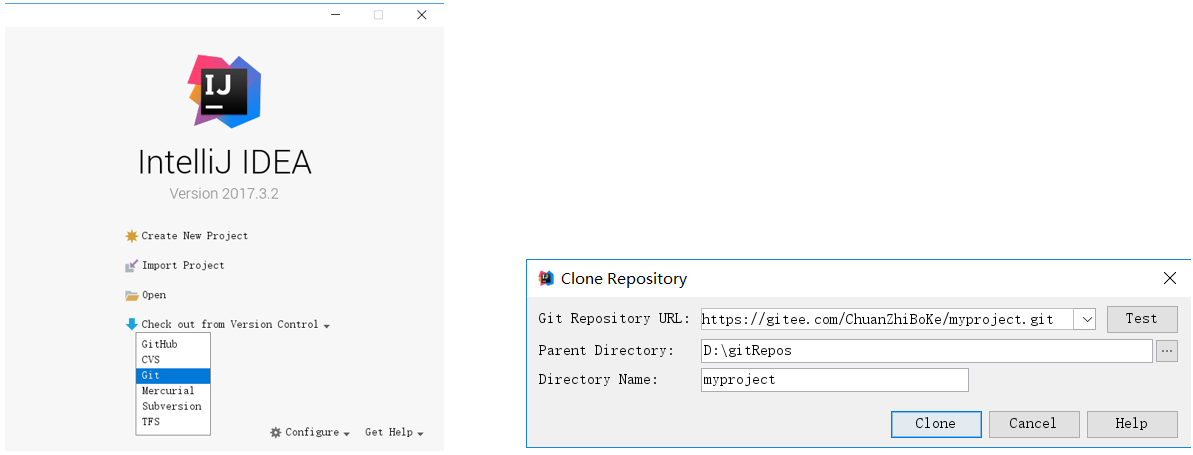 IJ
IntelliJ IDEA
Version 2017.3.2
Create New Project
Import Project
Open
Check out from Version Control
GitHub
CVS
Git
Mercurial
Subversion
TFS
Configure Get Help
Clone Repository
Git Repository URL: https://gitee.com/ChuanZhiBoKe/myproject.git Test
Parent Directory: D:\gitRepos ...
Directory Name: myproject
Clone Cancel Help